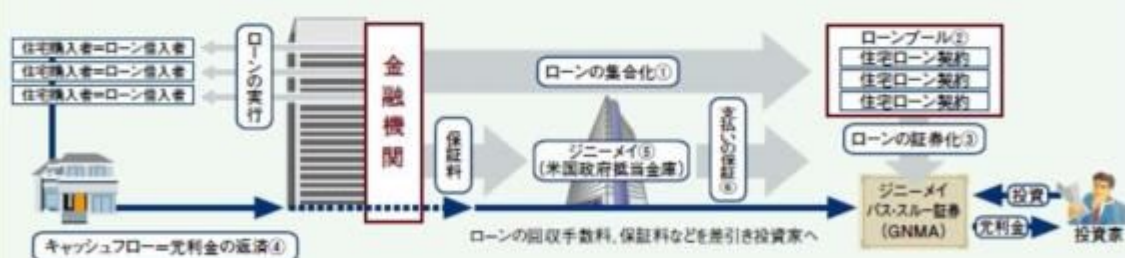 住宅購入者=ローン借入者
住宅購入者=ローン借入者
住宅購入者=ローン借入者
ローンの実行
金融機関
ローンの集合化①
ローンプール②
住宅ローン契約
住宅ローン契約
住宅ローン契約
保証料
ジニーメイ⑤
(米国政府抵当金庫)
支払いの保証⑥
ローンの証券化③
ジニーメイ
パス・スルー証券
(GNMA)
投資
元利金
投資家
キャッシュフロー=元利金の返済④
ローンの回収手数料、保証料などを差引き投資家へ